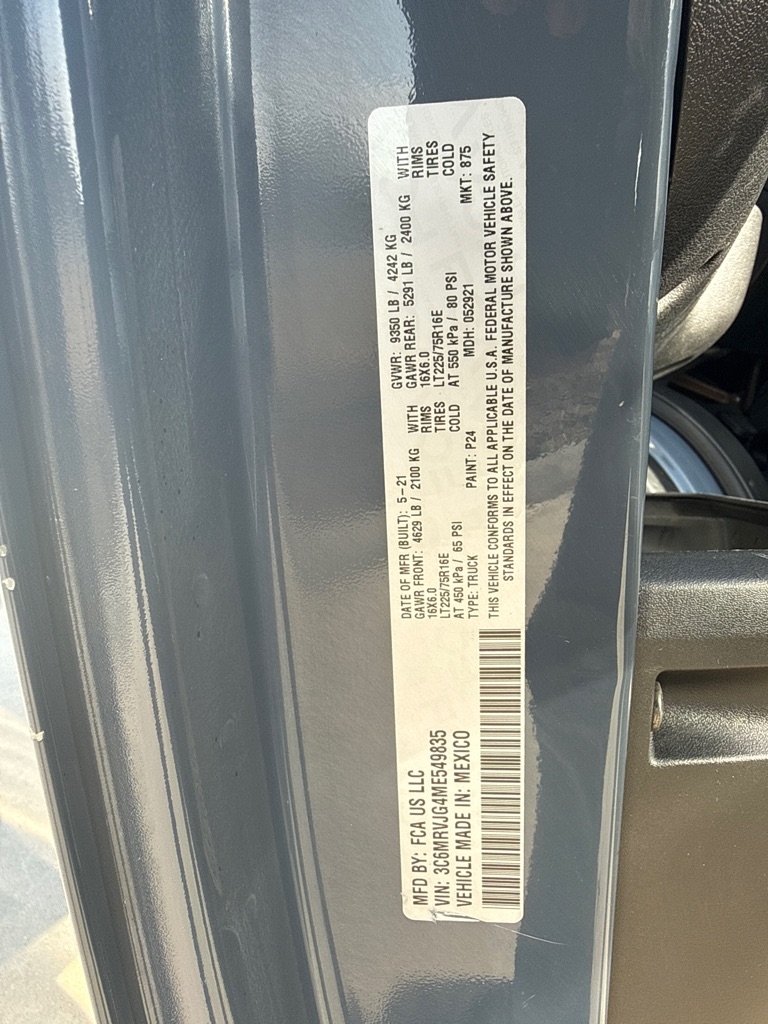 MFD BY: FCA US LLC
VIN: 3C6MRVJG4ME549835
VEHICLE MADE IN: MEXICO
DATE OF MFR (BUILT): 5-21 GVWR: 9350 LB / 4242 KG
GAWR FRONT: 4629 LB / 2100 KG WITH GAWR REAR: 5291 LB / 2400 KG WITH
16X6.0 RIMS 16X6.0 RIMS
LT225/75R16E TIRES LT225/75R16E TIRES
AT 450 kPa / 65 PSI COLD AT 550 kPa / 80 PSI COLD
TYPE: TRUCK PAINT: P24 MDH: 052921 MKT: 875
THIS VEHICLE CONFORMS TO ALL APPLICABLE U.S.A. FEDERAL MOTOR VEHICLE SAFETY
STANDARDS IN EFFECT ON THE DATE OF MANUFACTURE SHOWN ABOVE.